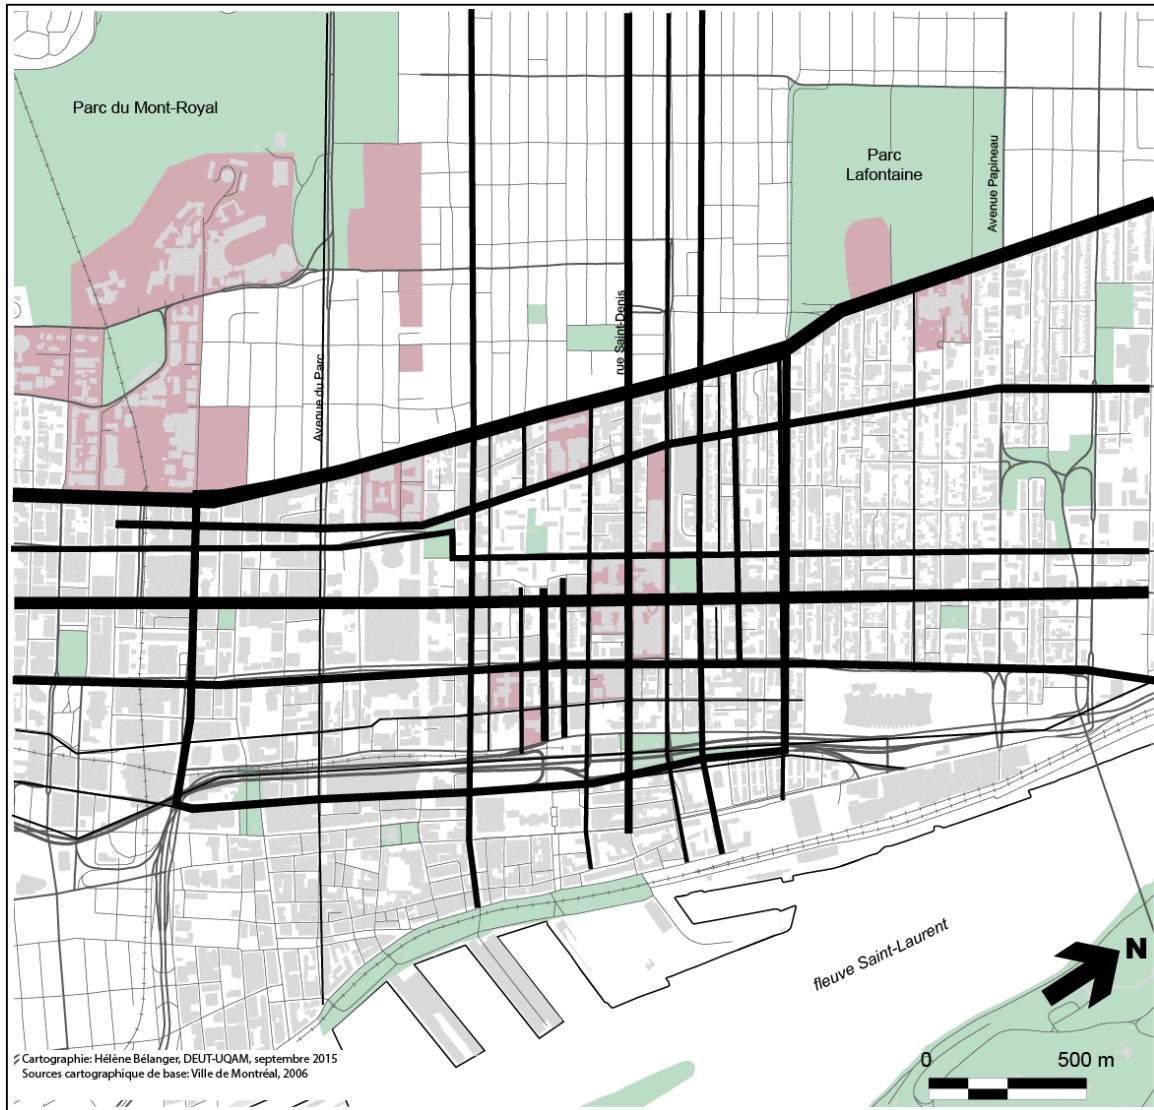 Parc du Mont-Royal
Parc
Lafontaine
Avenue Papineau
rue Saint-Denis
Avenue du Parc
fleuve Saint-Laurent
N
0 500 m
Cartographie: Hélène Bélanger, DEUT-UQAM, septembre 2015
Sources cartographique de base: Ville de Montréal, 2006